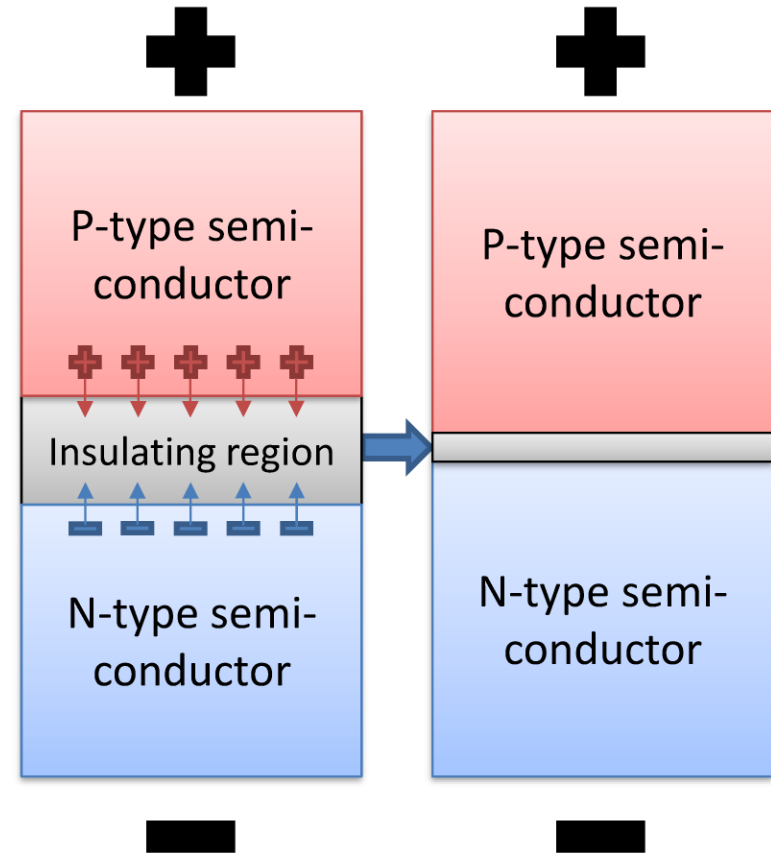 P-type semi-
conductor
Insulating region
N-type semi-
conductor
P-type semi-
conductor
N-type semi-
conductor